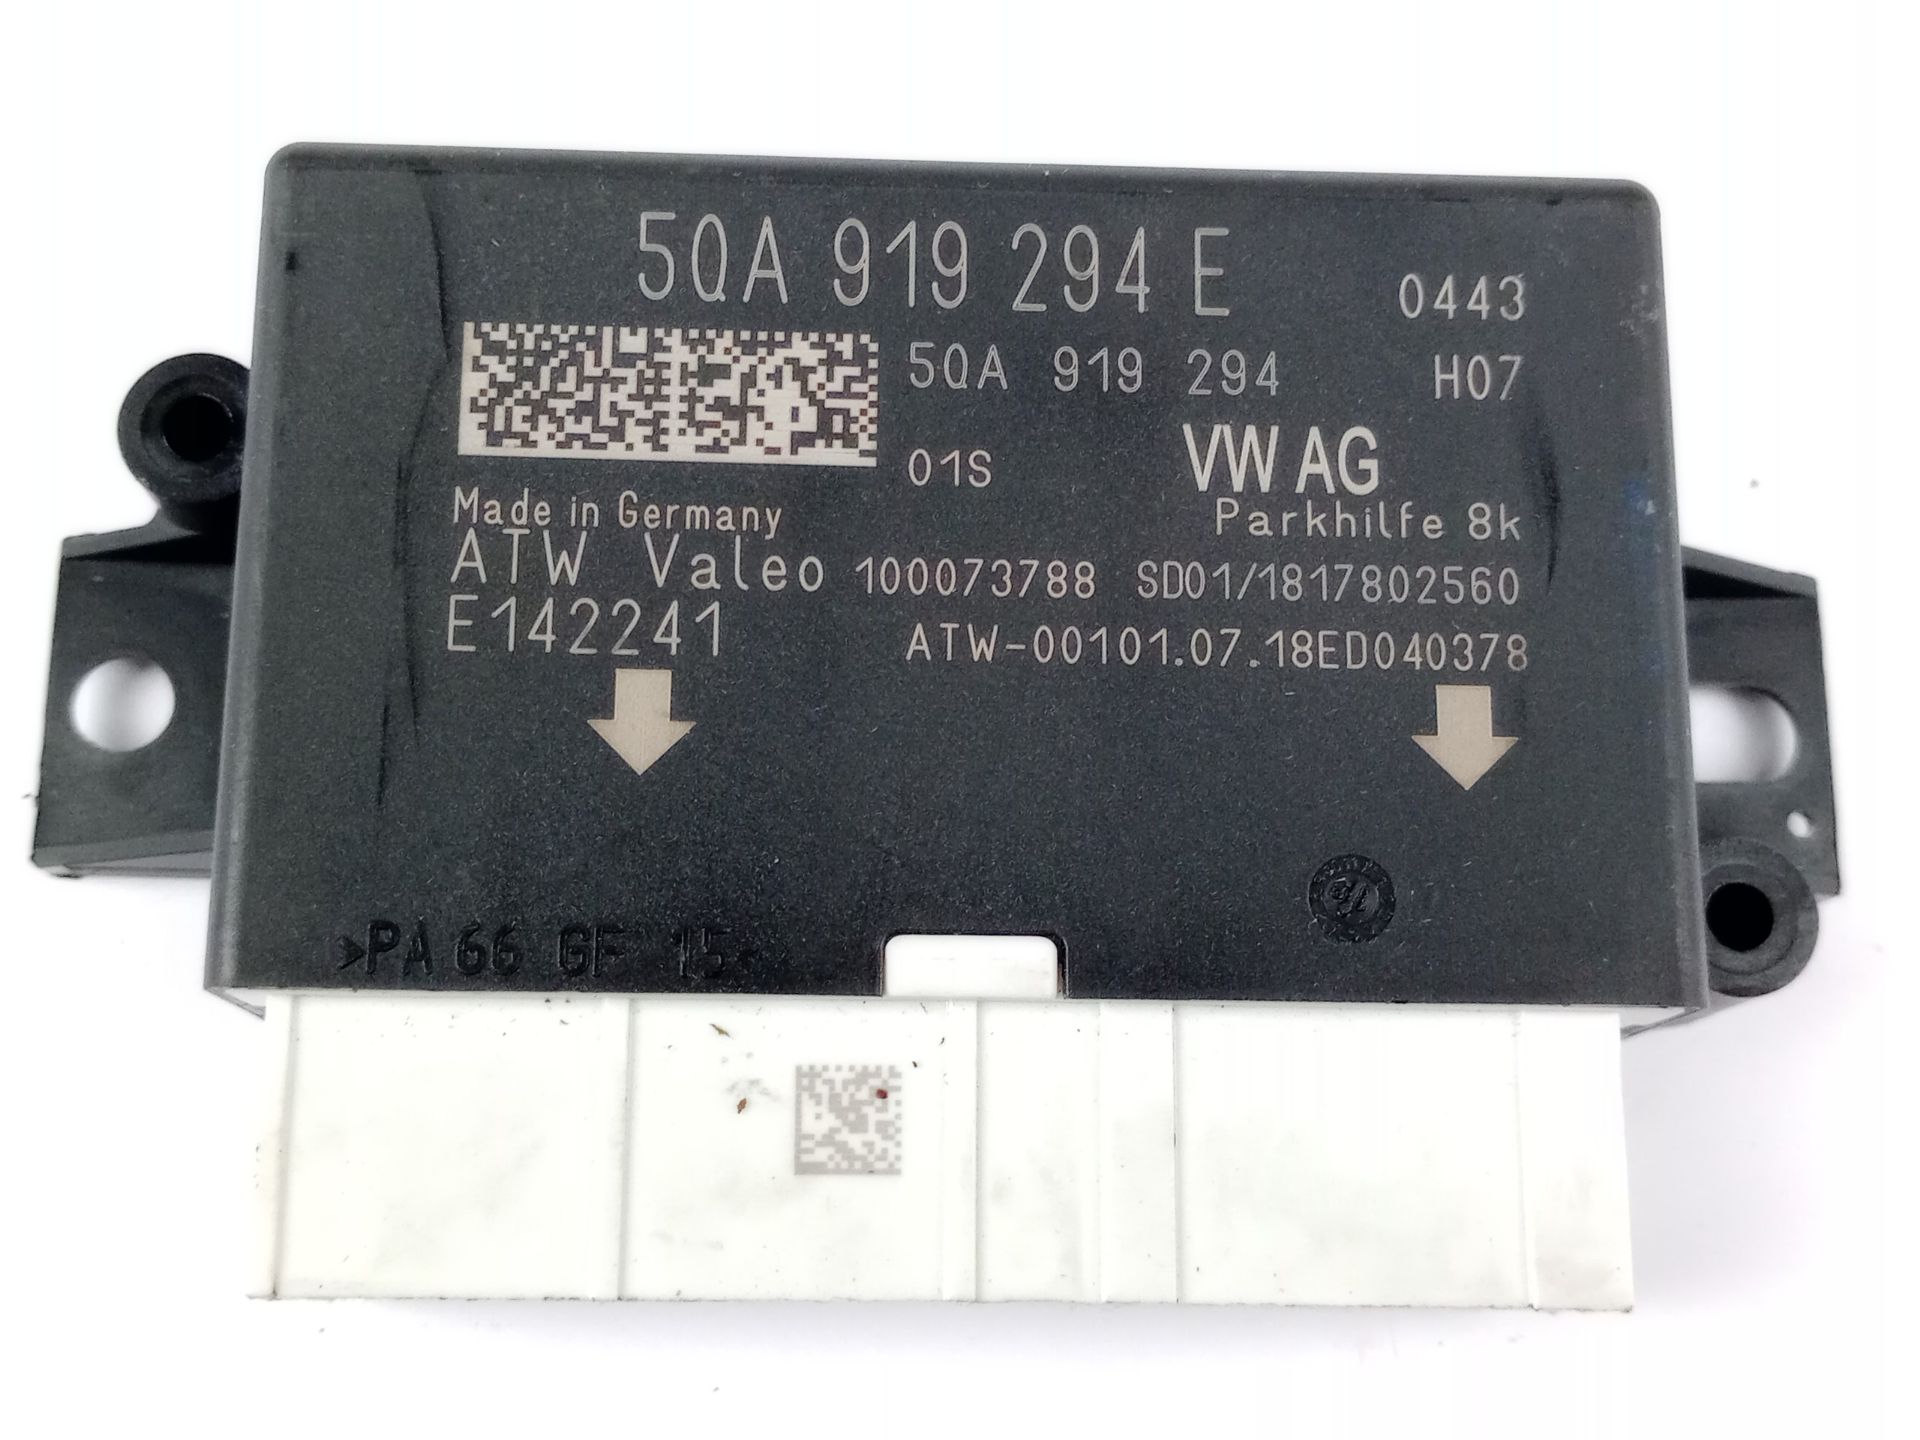 5QA 919 294 E 0443
5QA 919 294 H07
01S VW AG
Made in Germany Parkhilfe 8k
ATW Valeo 100073788 SD01/1817802560
E142241 ATW-00101.07.18ED040378
>PA 66 GF 15